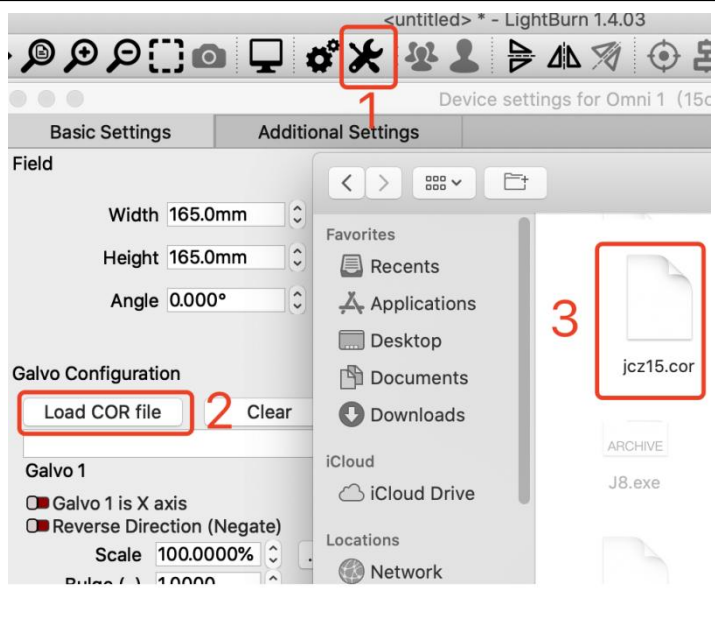 <untitled> * - LightBurn 1.4.03
1
Device settings for Omni 1 (15c
Basic Settings
Additional Settings
Field
Width 165.0mm
Height 165.0mm
Angle 0.000°
Galvo Configuration
Load COR file
2
Clear
Galvo 1
Galvo 1 is X axis
Reverse Direction (Negate)
Scale 100.0000%
1.0000
Favorites
Recents
Applications
Desktop
Documents
Downloads
iCloud
iCloud Drive
Locations
Network
3
jcz15.cor
ARCHIVE
J8.exe